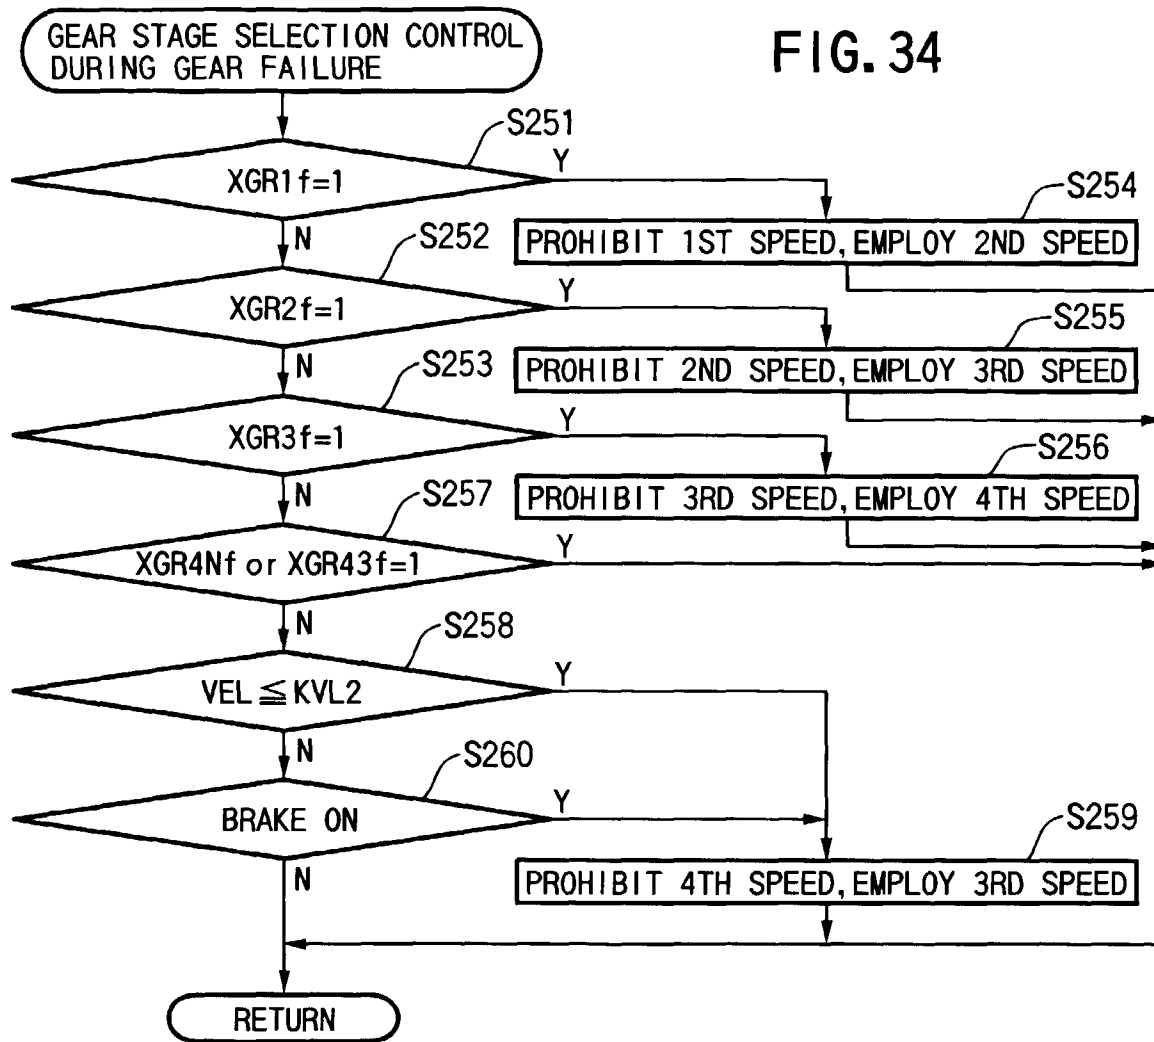 GEAR STAGE SELECTION CONTROL
DURING GEAR FAILURE
FIG. 34
S251
XGR1f=1
Y
N
S254
PROHIBIT 1ST SPEED, EMPLOY 2ND SPEED
S252
XGR2f=1
Y
N
S255
PROHIBIT 2ND SPEED, EMPLOY 3RD SPEED
S253
XGR3f=1
Y
N
S256
PROHIBIT 3RD SPEED, EMPLOY 4TH SPEED
S257
XGR4Nf or XGR43f=1
Y
N
S258
VEL ≦ KVL2
Y
N
S260
BRAKE ON
Y
N
S259
PROHIBIT 4TH SPEED, EMPLOY 3RD SPEED
RETURN